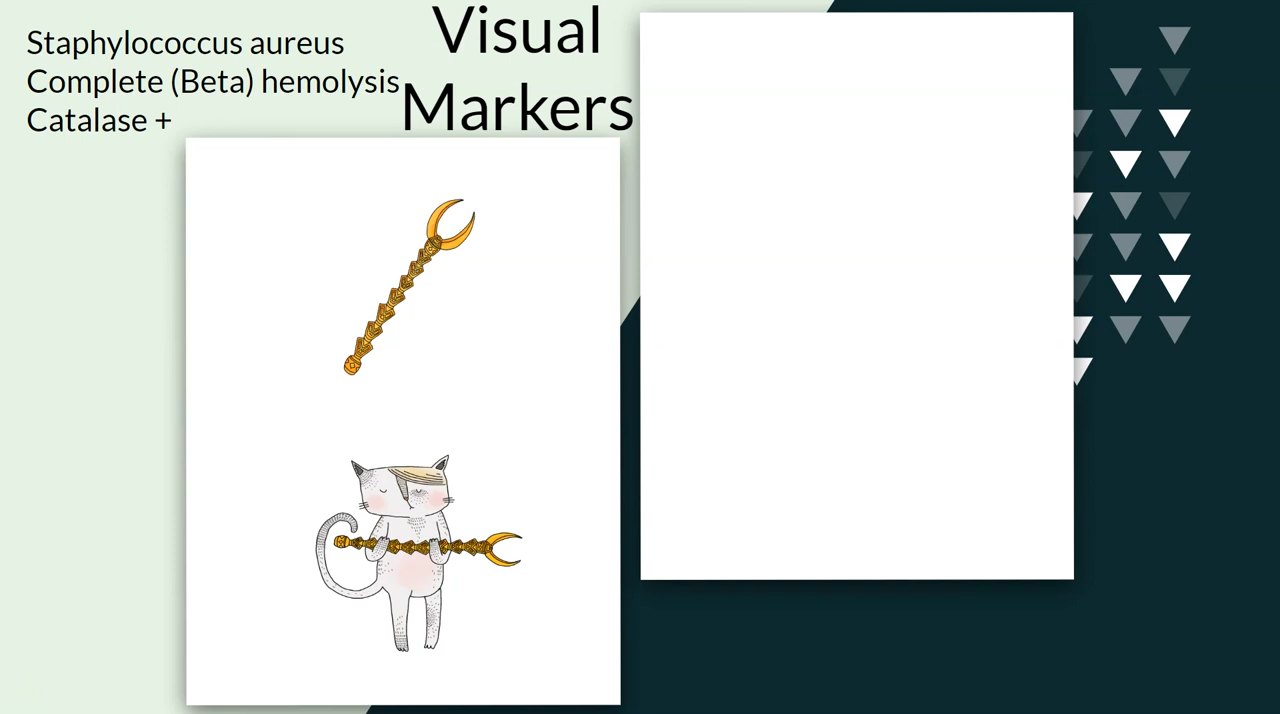 Staphylococcus aureus
Complete (Beta) hemolysis
Catalase +
Visual
Markers